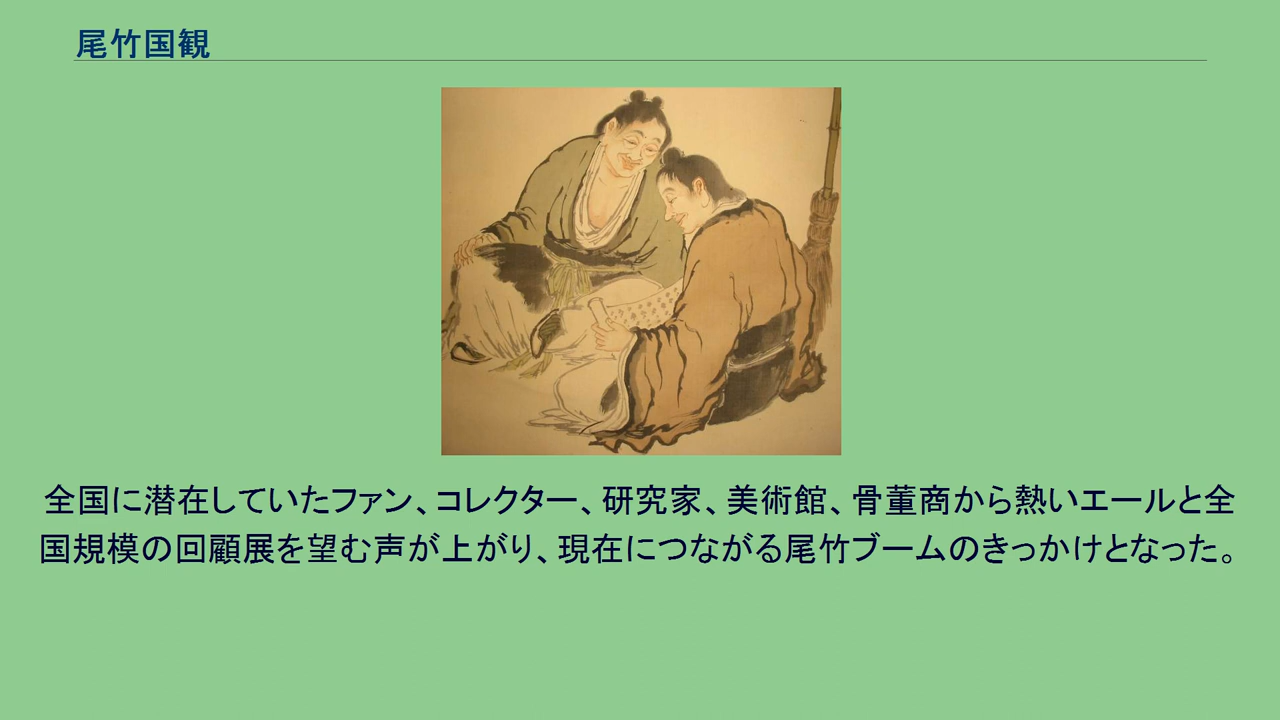 尾竹国観
全国に潜在していたファン、コレクター、研究家、美術館、骨董商から熱いエールと全
国規模の回顧展を望む声が上がり、現在につながる尾竹ブームのきっかけとなった。